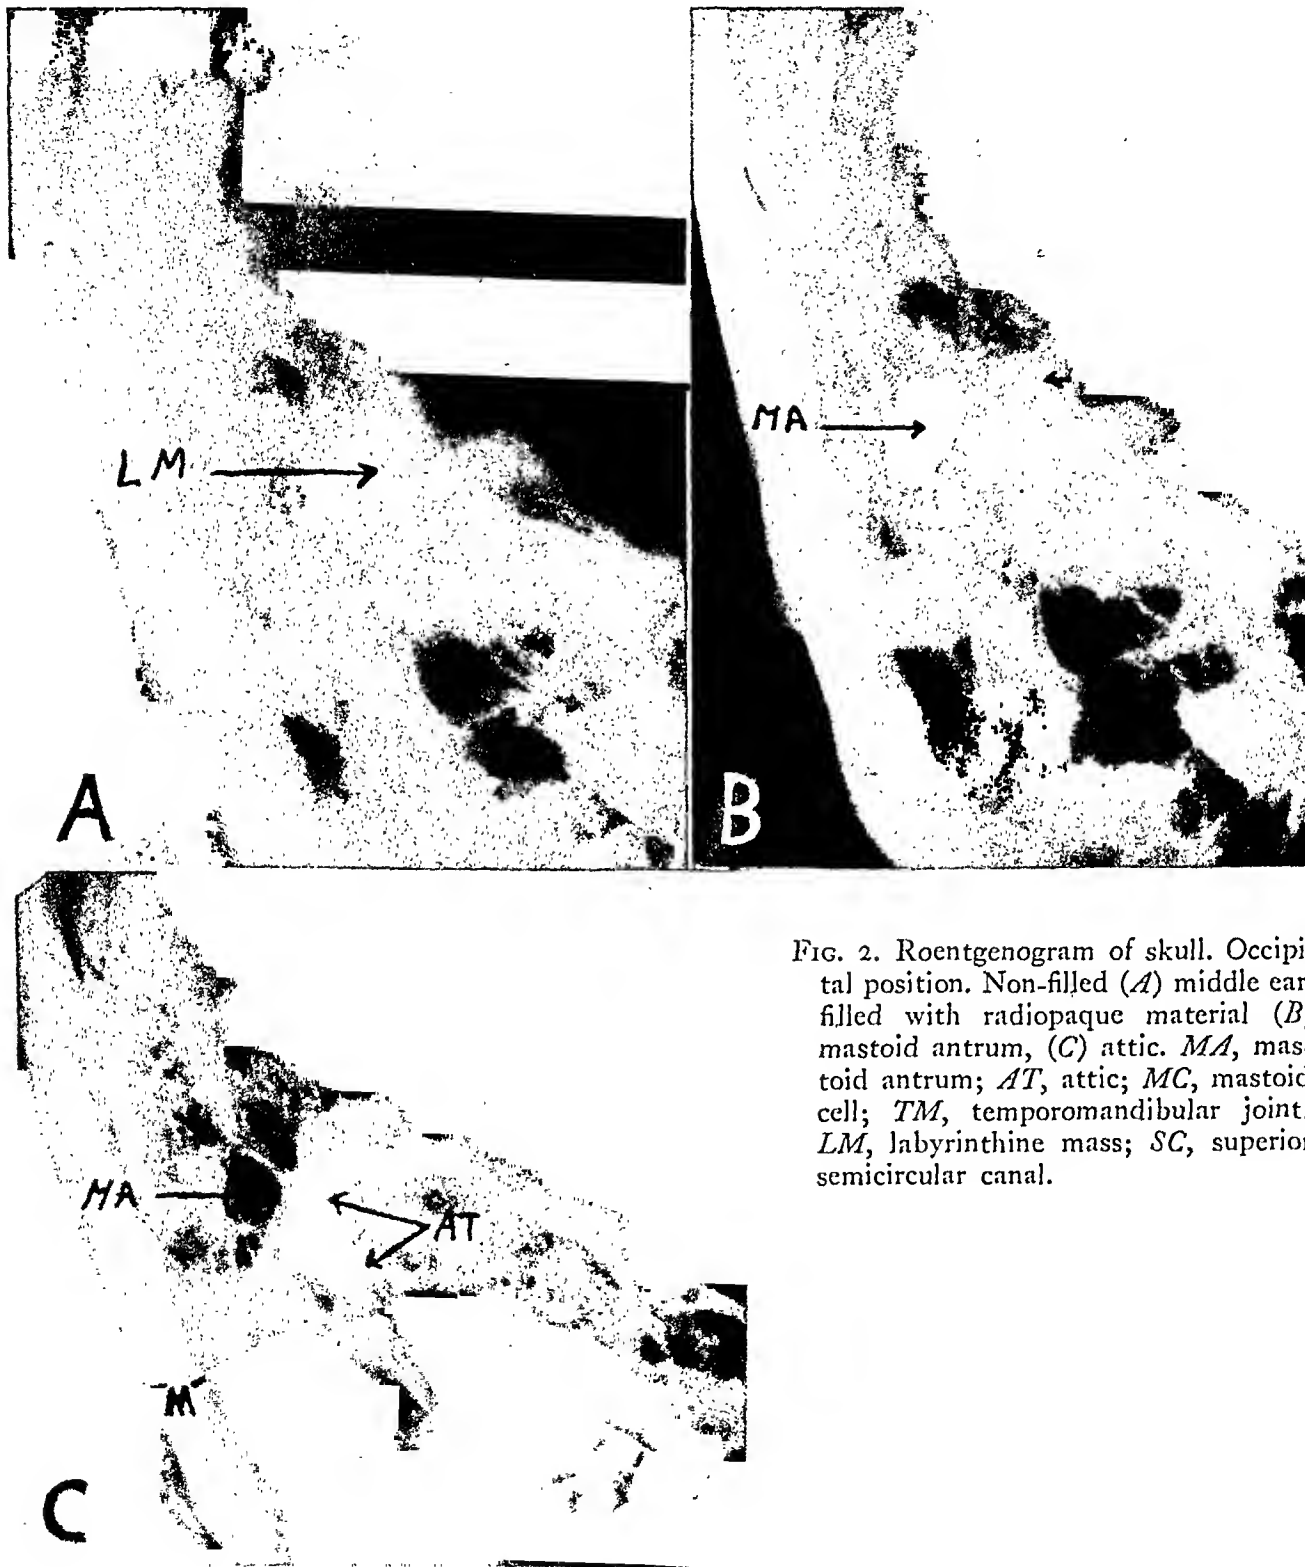 LM
MA
A
B
MA
AT
M
C
FIG. 2. Roentgenogram of skull. Occipi
tal position. Non-filled (A) middle ear
filled with radiopaque material (B
mastoid antrum, (C) attic. MA, mas
toid antrum; AT, attic; MC, mastoid
cell; TM, temporomandibular joint
LM, labyrinthine mass; SC, superior
semicircular canal.